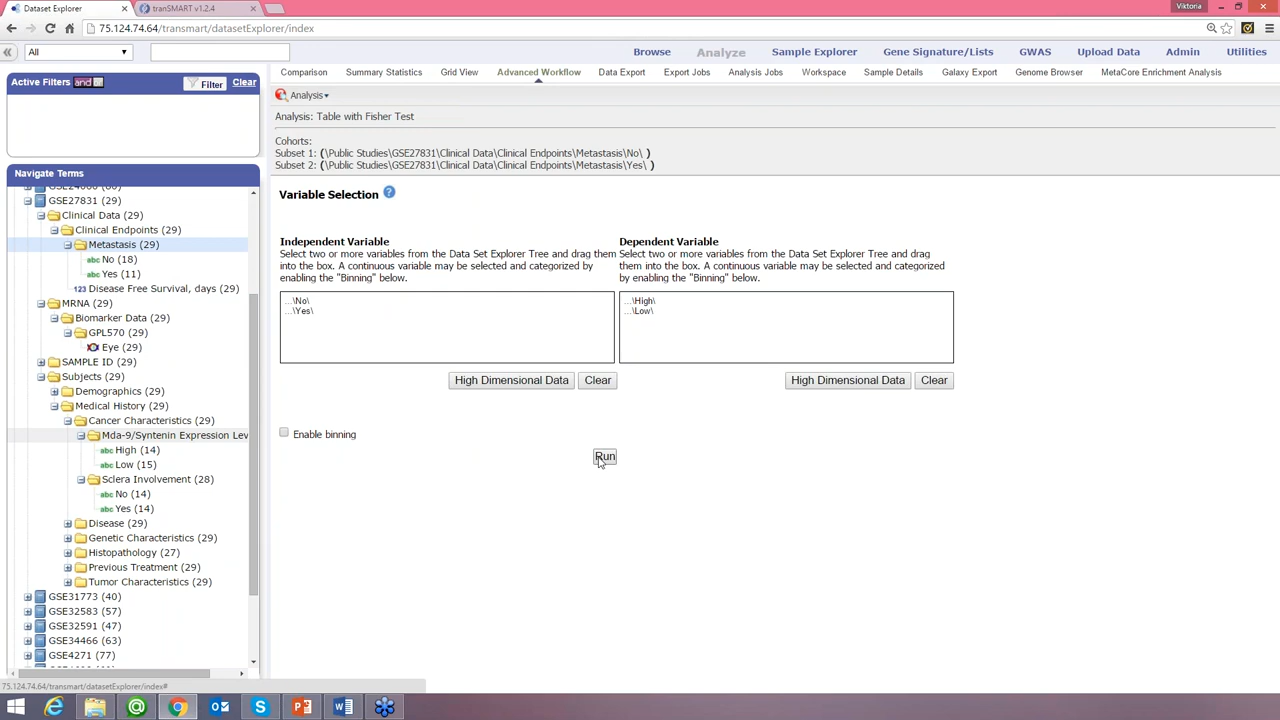 Dataset Explorer
tranSMART v1.2.4
Viktoria
75.124.74.64/transmart/datasetExplorer/index
All
Browse
Analyze
Sample Explorer
Gene Signature/Lists
GWAS
Upload Data
Admin
Utilities
Active Filters and
Filter
Clear
Comparison
Summary Statistics
Grid View
Advanced Workflow
Data Export
Export Jobs
Analysis Jobs
Workspace
Sample Details
Galaxy Export
Genome Browser
MetaCore Enrichment Analysis
Analysis
Analysis: Table with Fisher Test
Cohorts:
Subset 1: (\Public Studies\GSE27831\Clinical Data\Clinical Endpoints\Metastasis\No\ )
Subset 2: (\Public Studies\GSE27831\Clinical Data\Clinical Endpoints\Metastasis\Yes\ )
Navigate Terms
GSE27831 (29)
Clinical Data (29)
Clinical Endpoints (29)
Metastasis (29)
abc No (18)
abc Yes (11)
123 Disease Free Survival, days (29)
MRNA (29)
Biomarker Data (29)
GPL570 (29)
Eye (29)
SAMPLE ID (29)
Subjects (29)
Demographics (29)
Medical History (29)
Cancer Characteristics (29)
Mda-9/Syntenin Expression Lev
abc High (14)
abc Low (15)
Sclera Involvement (28)
abc No (14)
abc Yes (14)
Disease (29)
Genetic Characteristics (29)
Histopathology (27)
Previous Treatment (29)
Tumor Characteristics (29)
GSE31773 (40)
GSE32583 (57)
GSE32591 (47)
GSE34466 (63)
GSE4271 (77)
Variable Selection ?
Independent Variable
Select two or more variables from the Data Set Explorer Tree and drag them
into the box. A continuous variable may be selected and categorized by
enabling the "Binning" below.
...\No\
...\Yes\
High Dimensional Data
Clear
Dependent Variable
Select two or more variables from the Data Set Explorer Tree and drag
them into the box. A continuous variable may be selected and categorized
by enabling the "Binning" below.
...\High\
...\Low\
High Dimensional Data
Clear
Enable binning
Run
75.124.74.64/transmart/datasetExplorer/index#